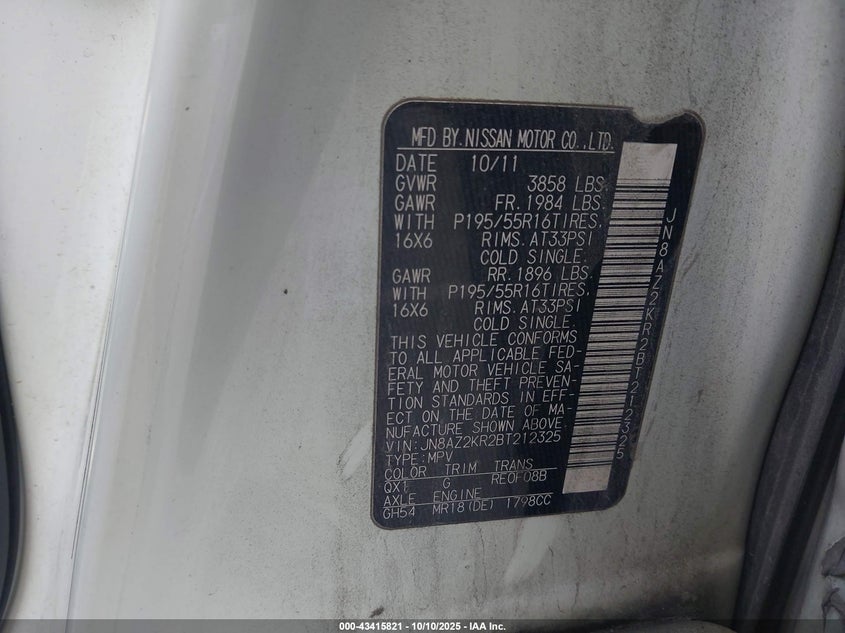 MFD BY. NISSAN MOTOR CO., LTD.
DATE 10/11
GVWR 3858 LBS.
GAWR FR. 1984 LBS.
WITH P195/55R16TIRES,
16X6 RIMS. AT33PSI
COLD SINGLE.
GAWR RR. 1896 LBS.
WITH P195/55R16TIRES,
16X6 RIMS. AT33PSI
COLD SINGLE.
THIS VEHICLE CONFORMS
TO ALL APPLICABLE FED-
ERAL MOTOR VEHICLE SA-
FETY AND THEFT PREVEN-
TION STANDARDS IN EFF-
ECT ON THE DATE OF MA-
NUFACTURE SHOWN ABOVE.
VIN:JN8AZ2KR2BT212325
TYPE:MPV
COLOR TRIM TRANS
QX1 G RE0F08B
AXLE ENGINE
GH54 MR18(DE) 1798CC
JN8AZ2KR2BT212325
000-43415821 - 10/10/2025 - IAA Inc.